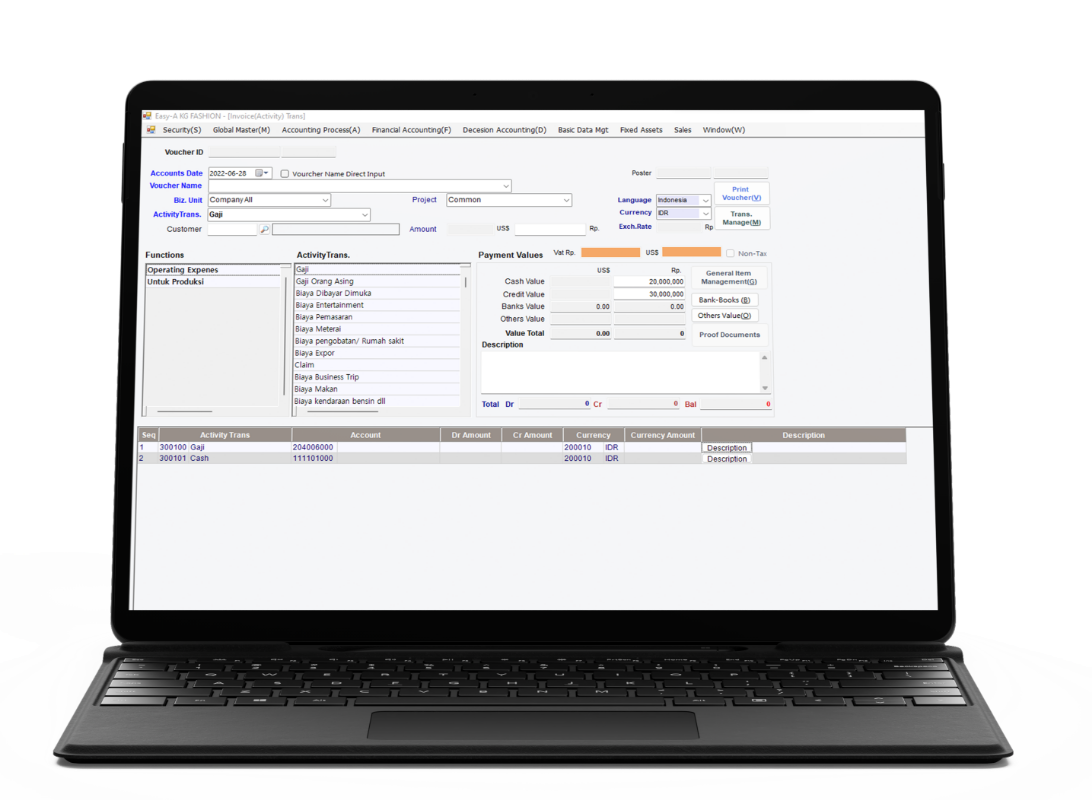 Easy-A KG FASHION - [Invoice(Activity) Trans]
Security(S) Global Master(M) Accounting Process(A) Financial Accounting(F) Decesion Accounting(D) Basic Data Mgt Fixed Assets Sales Window(W)
Voucher ID
Accounts Date 2022-06-28 Vourcher Name Direct Input Poster
Voucher Name
Print Voucher(V)
Biz. Unit Company All Project Common Language Indonesia
ActivityTrans. Gaji Currency IDR
Trans. Manage(M)
Customer Amount US$ Rp. Exch.Rate Rp
Functions ActivityTrans. Payment Values Vat Rp. US$ Non-Tax
Operating Expenes
Untuk Produksi
Gaji
Gaji Orang Asing
Biaya Dibayar Dimuka
Biaya Entertainment
Biaya Pemasaran
Biaya Meterai
Biaya pengobatan/ Rumah sakit
Biaya Expor
Claim
Biaya Business Trip
Biaya Makan
Biaya kendaraan bensin dll
US$ Rp.
Cash Value 20,000,000
Credit Value 30,000,000
Banks Value 0.00 0.00
Others Value
Value Total 0.00 0
General Item Management(G)
Bank-Books (B)
Others Value(O)
Proof Documents
Description
Total Dr 0 Cr 0 Bal 0
Seq Activity Trans Account Dr Amount Cr Amount Currency Currency Amount Description
1 300100 Gaji 204006000 200010 IDR Description
2 300101 Cash 111101000 200010 IDR Description